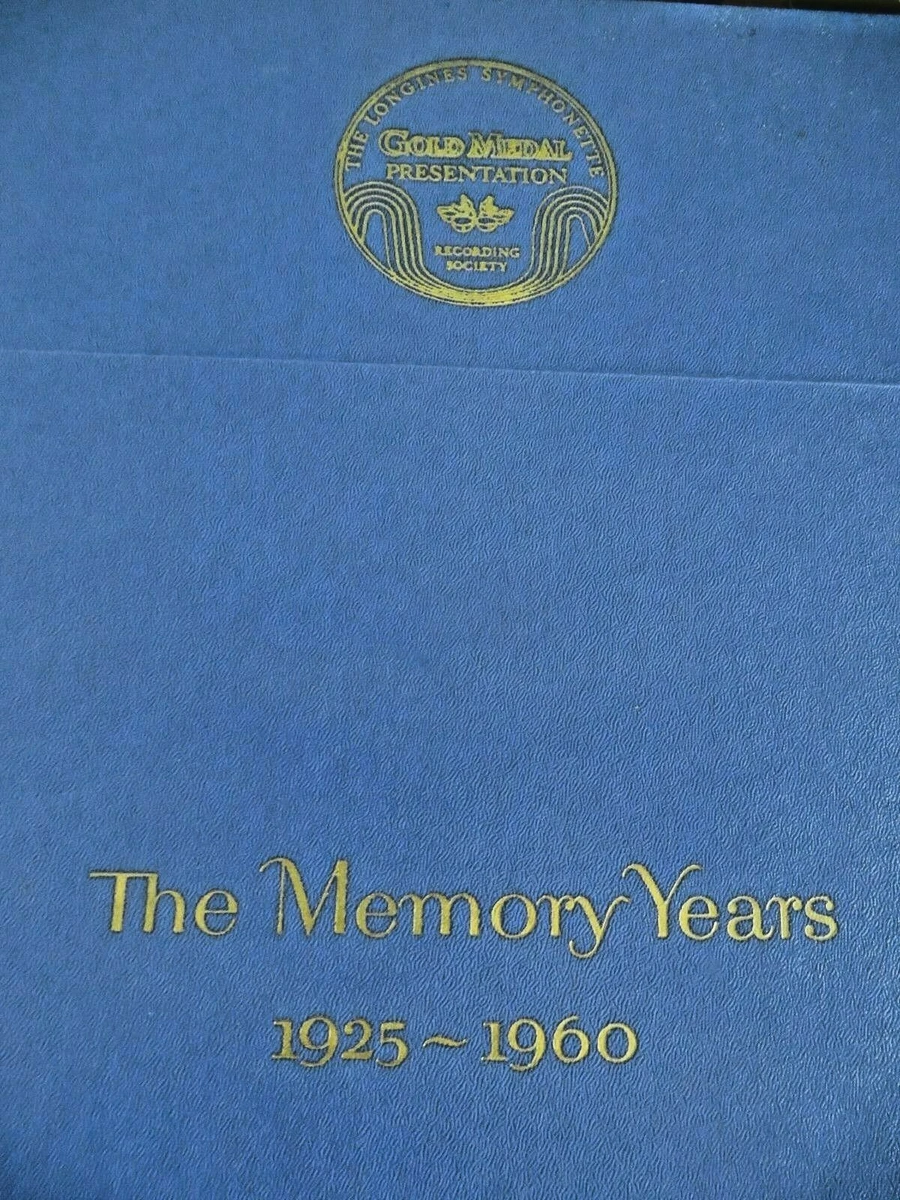 THE LONGINES SYMPHONETTE
GOLD MEDAL
PRESENTATION
RECORDING
SOCIETY
The Memory Years
1925~1960